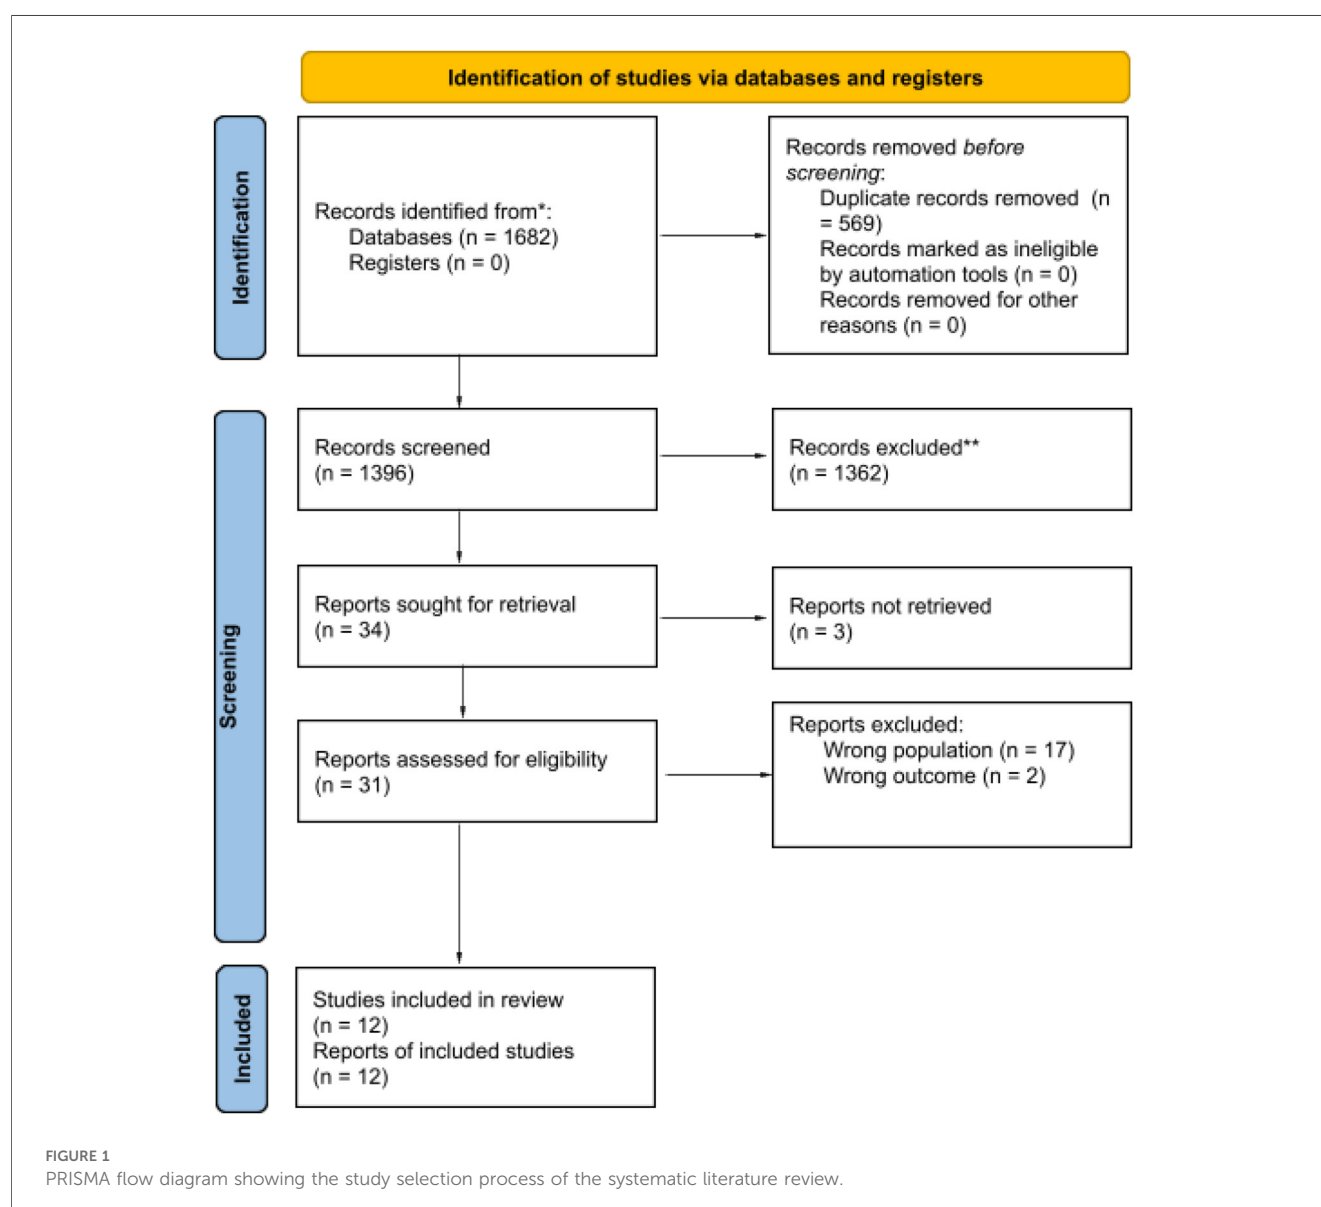 Identification of studies via databases and registers
Identification
Records identified from*:
Databases (n = 1682)
Registers (n = 0)
Records removed before
screening:
Duplicate records removed (n
= 569)
Records marked as ineligible
by automation tools (n = 0)
Records removed for other
reasons (n = 0)
Screening
Records screened
(n = 1396)
Records excluded**
(n = 1362)
Reports sought for retrieval
(n = 34)
Reports not retrieved
(n = 3)
Reports assessed for eligibility
(n = 31)
Reports excluded:
Wrong population (n = 17)
Wrong outcome (n = 2)
Included
Studies included in review
(n = 12)
Reports of included studies
(n = 12)
FIGURE 1
PRISMA flow diagram showing the study selection process of the systematic literature review.